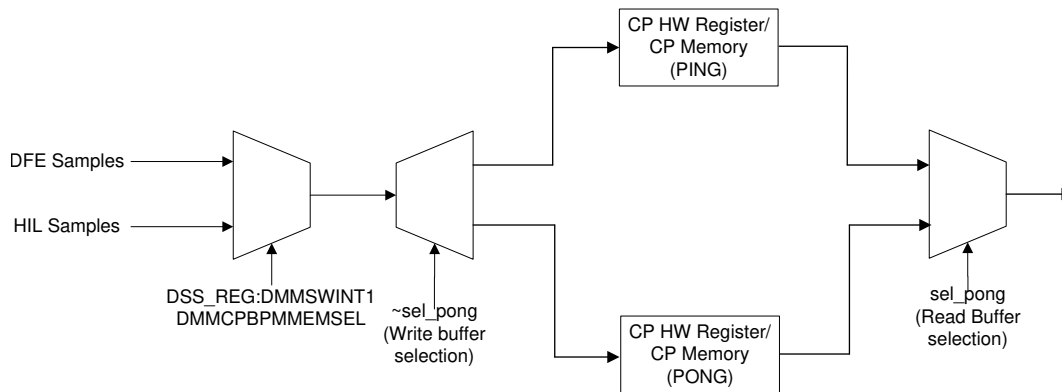 CP HW Register/
CP Memory
(PING)
DFE Samples
HIL Samples
DSS_REG:DMMSWINT1
DMMCPBPMMEMSEL
~sel_pong
(Write buffer
selection)
sel_pong
(Read Buffer
selection)
CP HW Register/
CP Memory
(PONG)